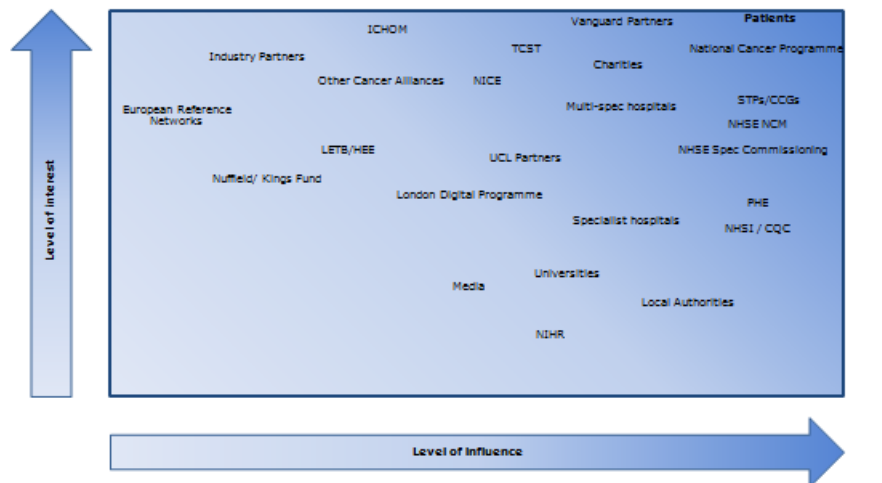 Patients
Vanguard Partners
ICHOM
TCST
National Cancer Programme
Industry Partners
Charities
Other Cancer Alliances
NICE
STPs/CCGs
Multi-spec hospitals
European Reference
Networks
NHSE NCM
LETB/HEE
NHSE Spec Commissioning
UCL Partners
Nuffield/ Kings Fund
London Digital Programme
PHE
Specialist hospitals
NHSI / CQC
Universities
Media
Local Authorities
NIHR
Level of interest
Level of influence